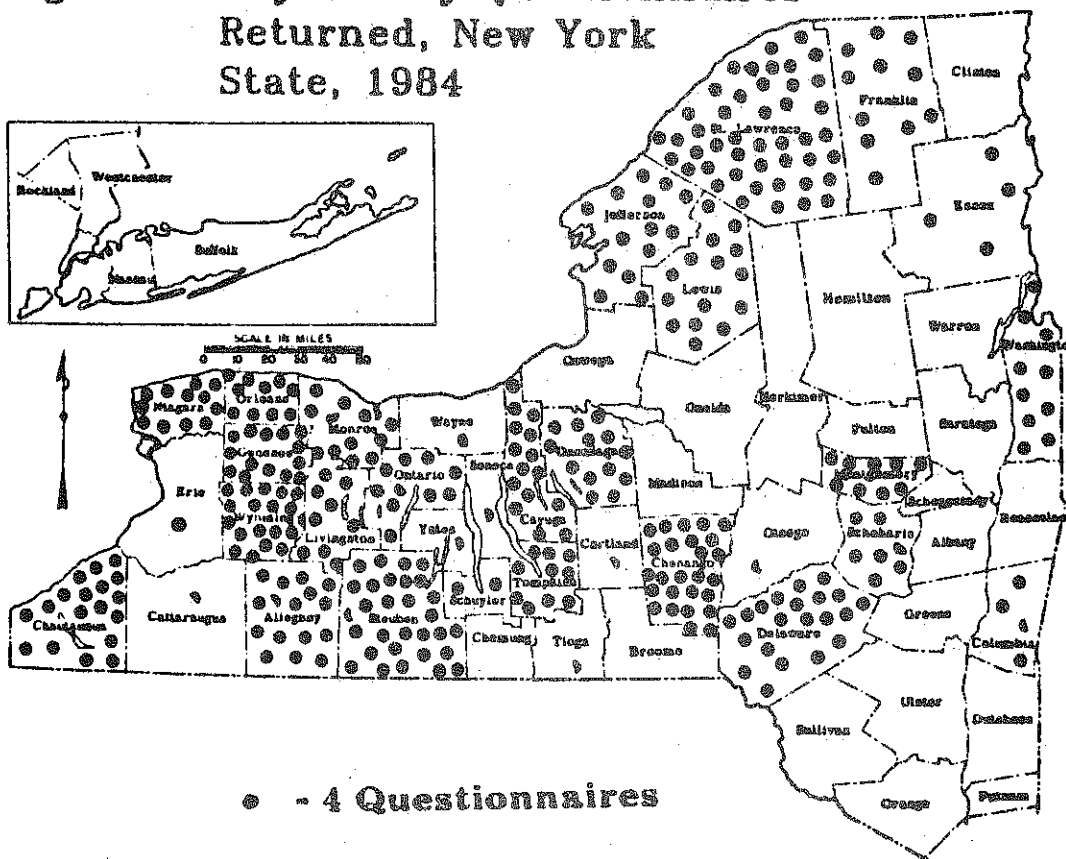 Returned, New York
State, 1984
Clinton
Franklin
St. Lawrence
Rockland
Westchester
Essex
Suffolk
Jefferson
Nassau
Lewis
Hamilton
Warren
Washington
SCALE IN MILES
0 10 20 30 40 50
Oswego
Niagara
Orleans
Oneida
Herkimer
Monroe
Wayne
Fulton
Saratoga
Genesee
Onondaga
Ontario
Seneca
Montgomery
Madison
Schenectady
Erie
Rensselaer
Wyoming
Cayuga
Livingston
Yates
Otsego
Schoharie
Albany
Cortland
Chenango
Tompkins
Schuyler
Cattaraugus
Allegany
Steuben
Greene
Chautauqua
Delaware
Chemung
Tioga
Broome
Columbia
Ulster
Sullivan
Dutchess
- 4 Questionnaires
Orange
Putnam